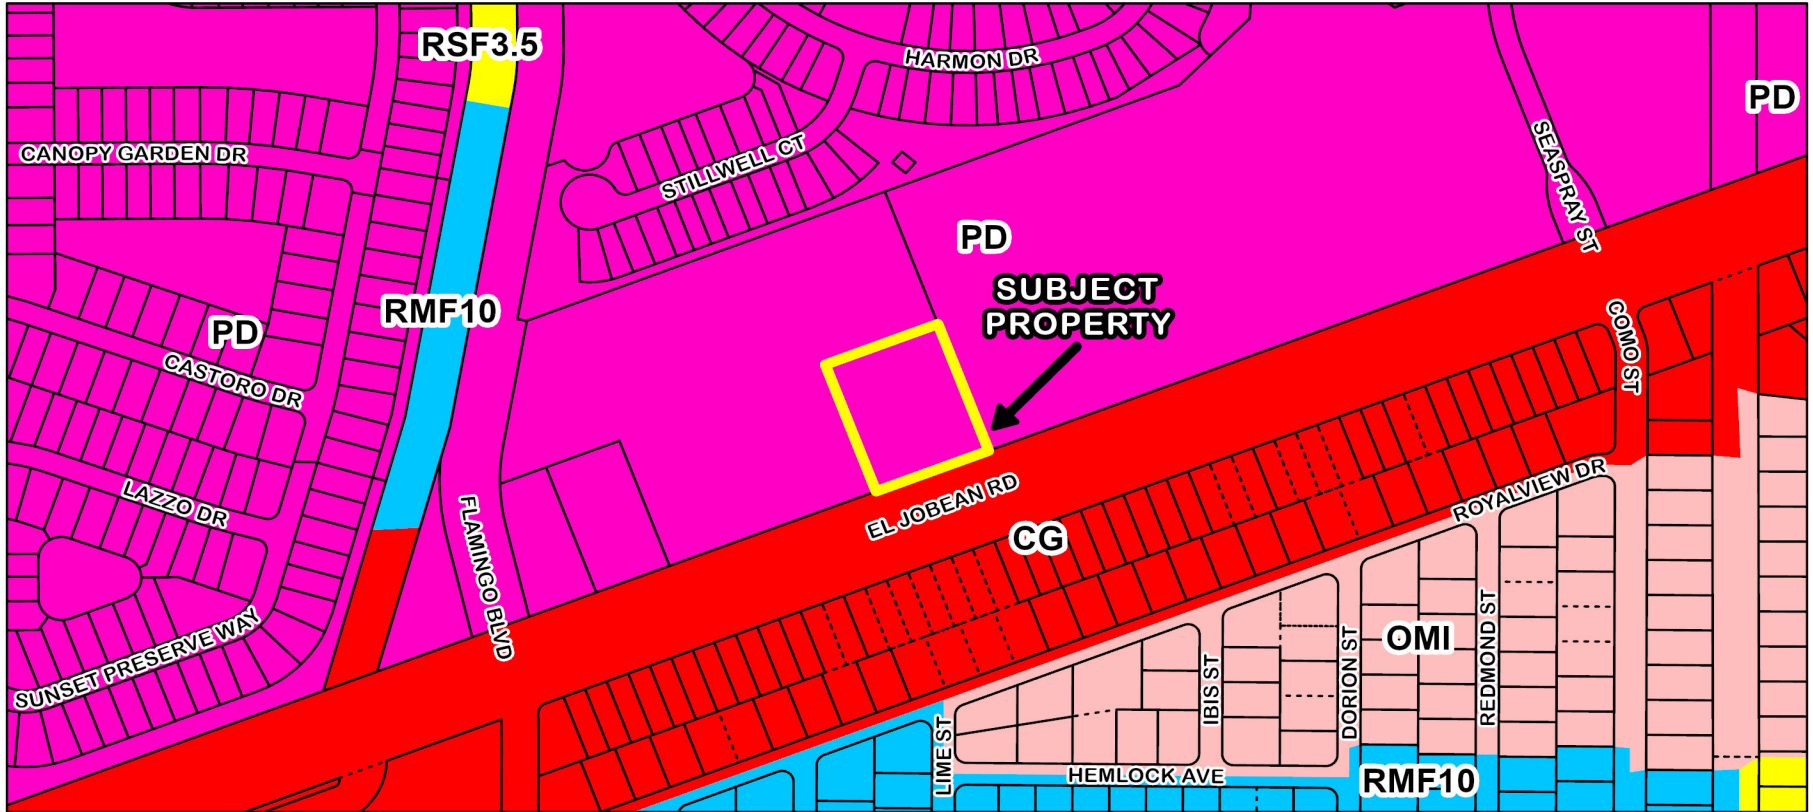 RSF3.5
HARMON DR
PD
CANOPY GARDEN DR
STILLWELL CT
SEASPRAY ST
PD
SUBJECT
PROPERTY
RMF10
PD
CASTORO DR
COMO ST
LAZZO DR
FLAMINGO BLVD
EL JOBEAN RD
CG
ROYALVIEW DR
SUNSET PRESERVE WAY
OMI
REDMOND ST
DORION ST
IBIS ST
LIME ST
HEMLOCK AVE
RMF10